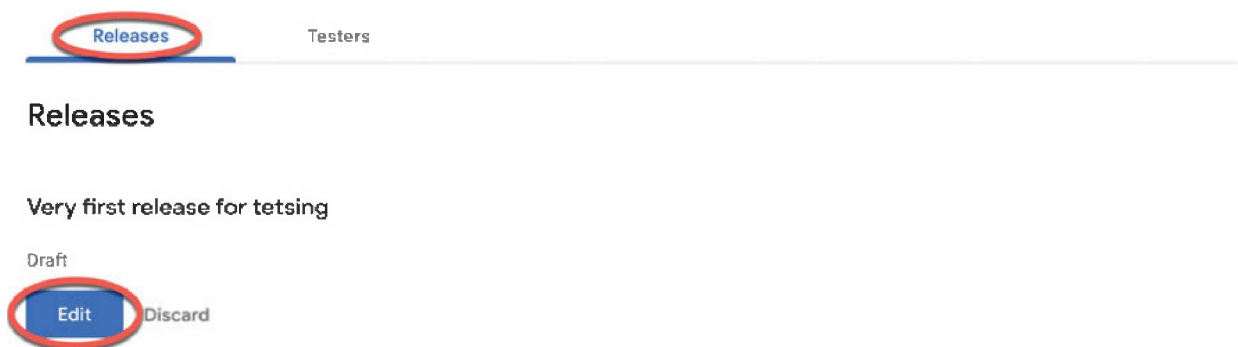 Releases Testers
Releases
Very first release for tetsing
Draft
Edit Discard